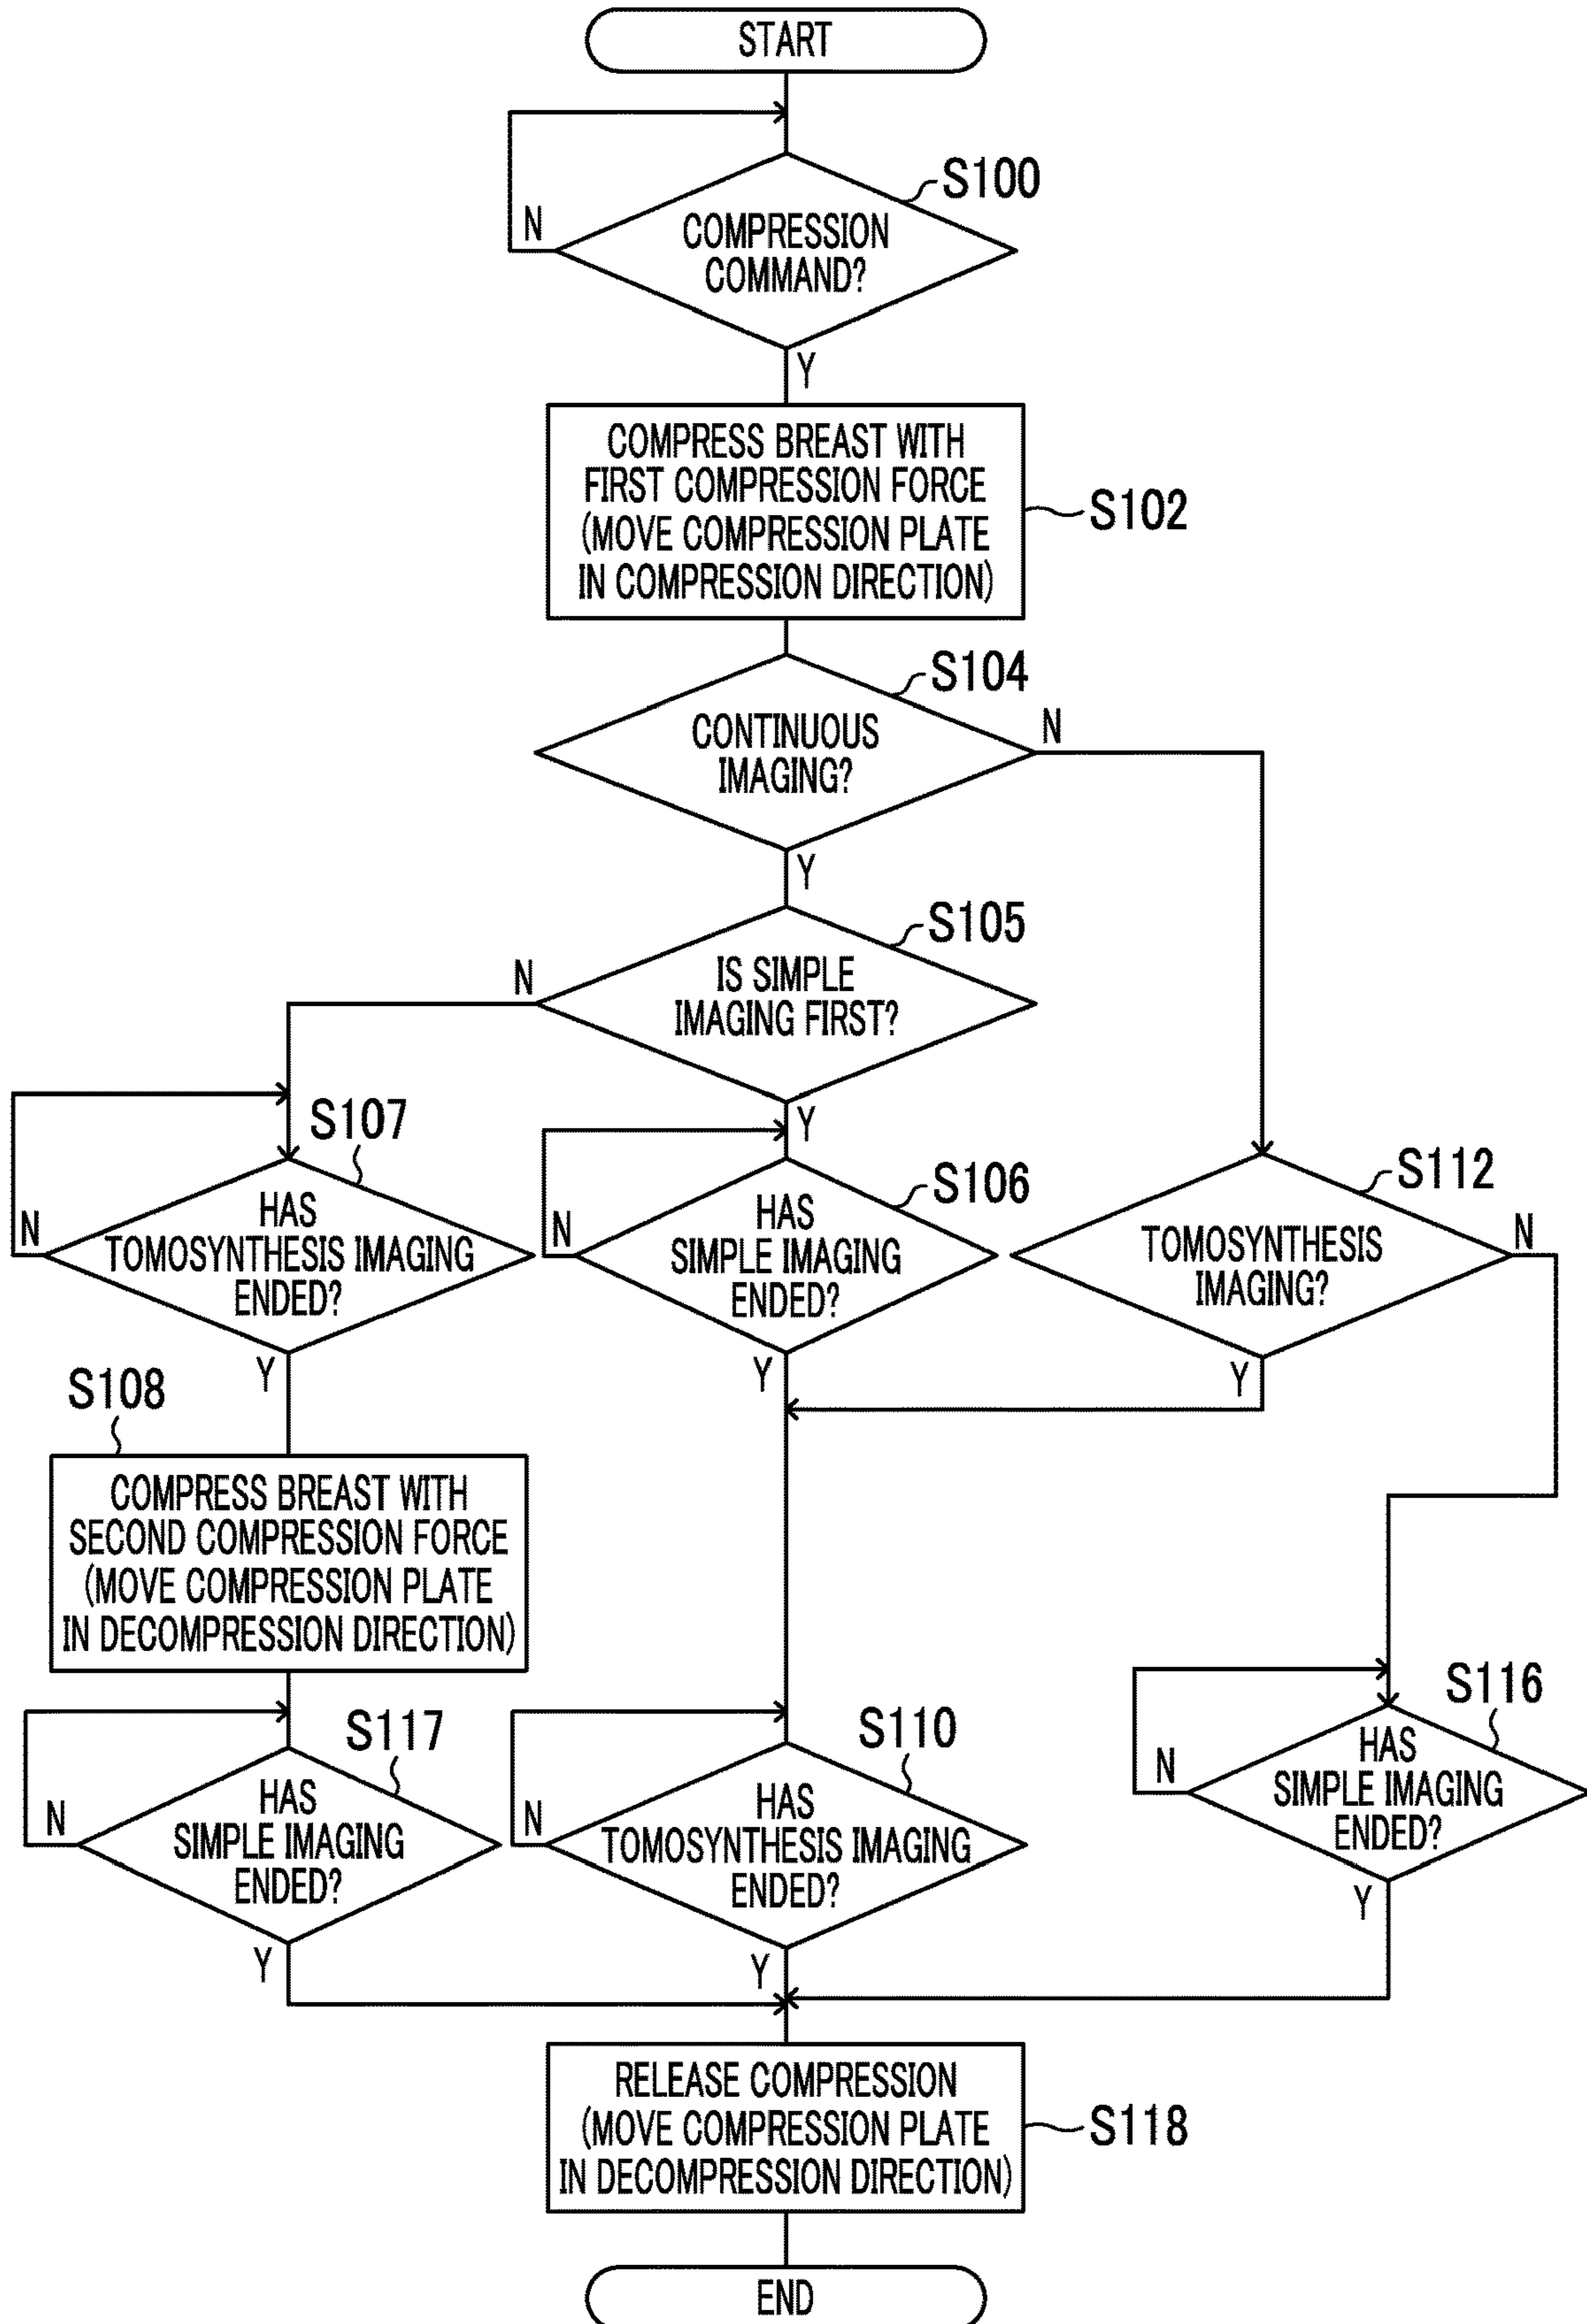 START
S100
N
COMPRESSION
COMMAND?
Y
COMPRESS BREAST WITH
FIRST COMPRESSION FORCE
(MOVE COMPRESSION PLATE
IN COMPRESSION DIRECTION)
S102
S104
N
CONTINUOUS
IMAGING?
Y
S105
N
IS SIMPLE
IMAGING FIRST?
Y
S107
N
HAS
TOMOSYNTHESIS IMAGING
ENDED?
Y
S106
N
HAS
SIMPLE IMAGING
ENDED?
Y
S112
N
TOMOSYNTHESIS
IMAGING?
Y
S108
COMPRESS BREAST WITH
SECOND COMPRESSION FORCE
(MOVE COMPRESSION PLATE
IN DECOMPRESSION DIRECTION)
S117
N
HAS
SIMPLE IMAGING
ENDED?
Y
S110
N
HAS
TOMOSYNTHESIS IMAGING
ENDED?
Y
S116
N
HAS
SIMPLE IMAGING
ENDED?
Y
RELEASE COMPRESSION
(MOVE COMPRESSION PLATE
IN DECOMPRESSION DIRECTION)
S118
END